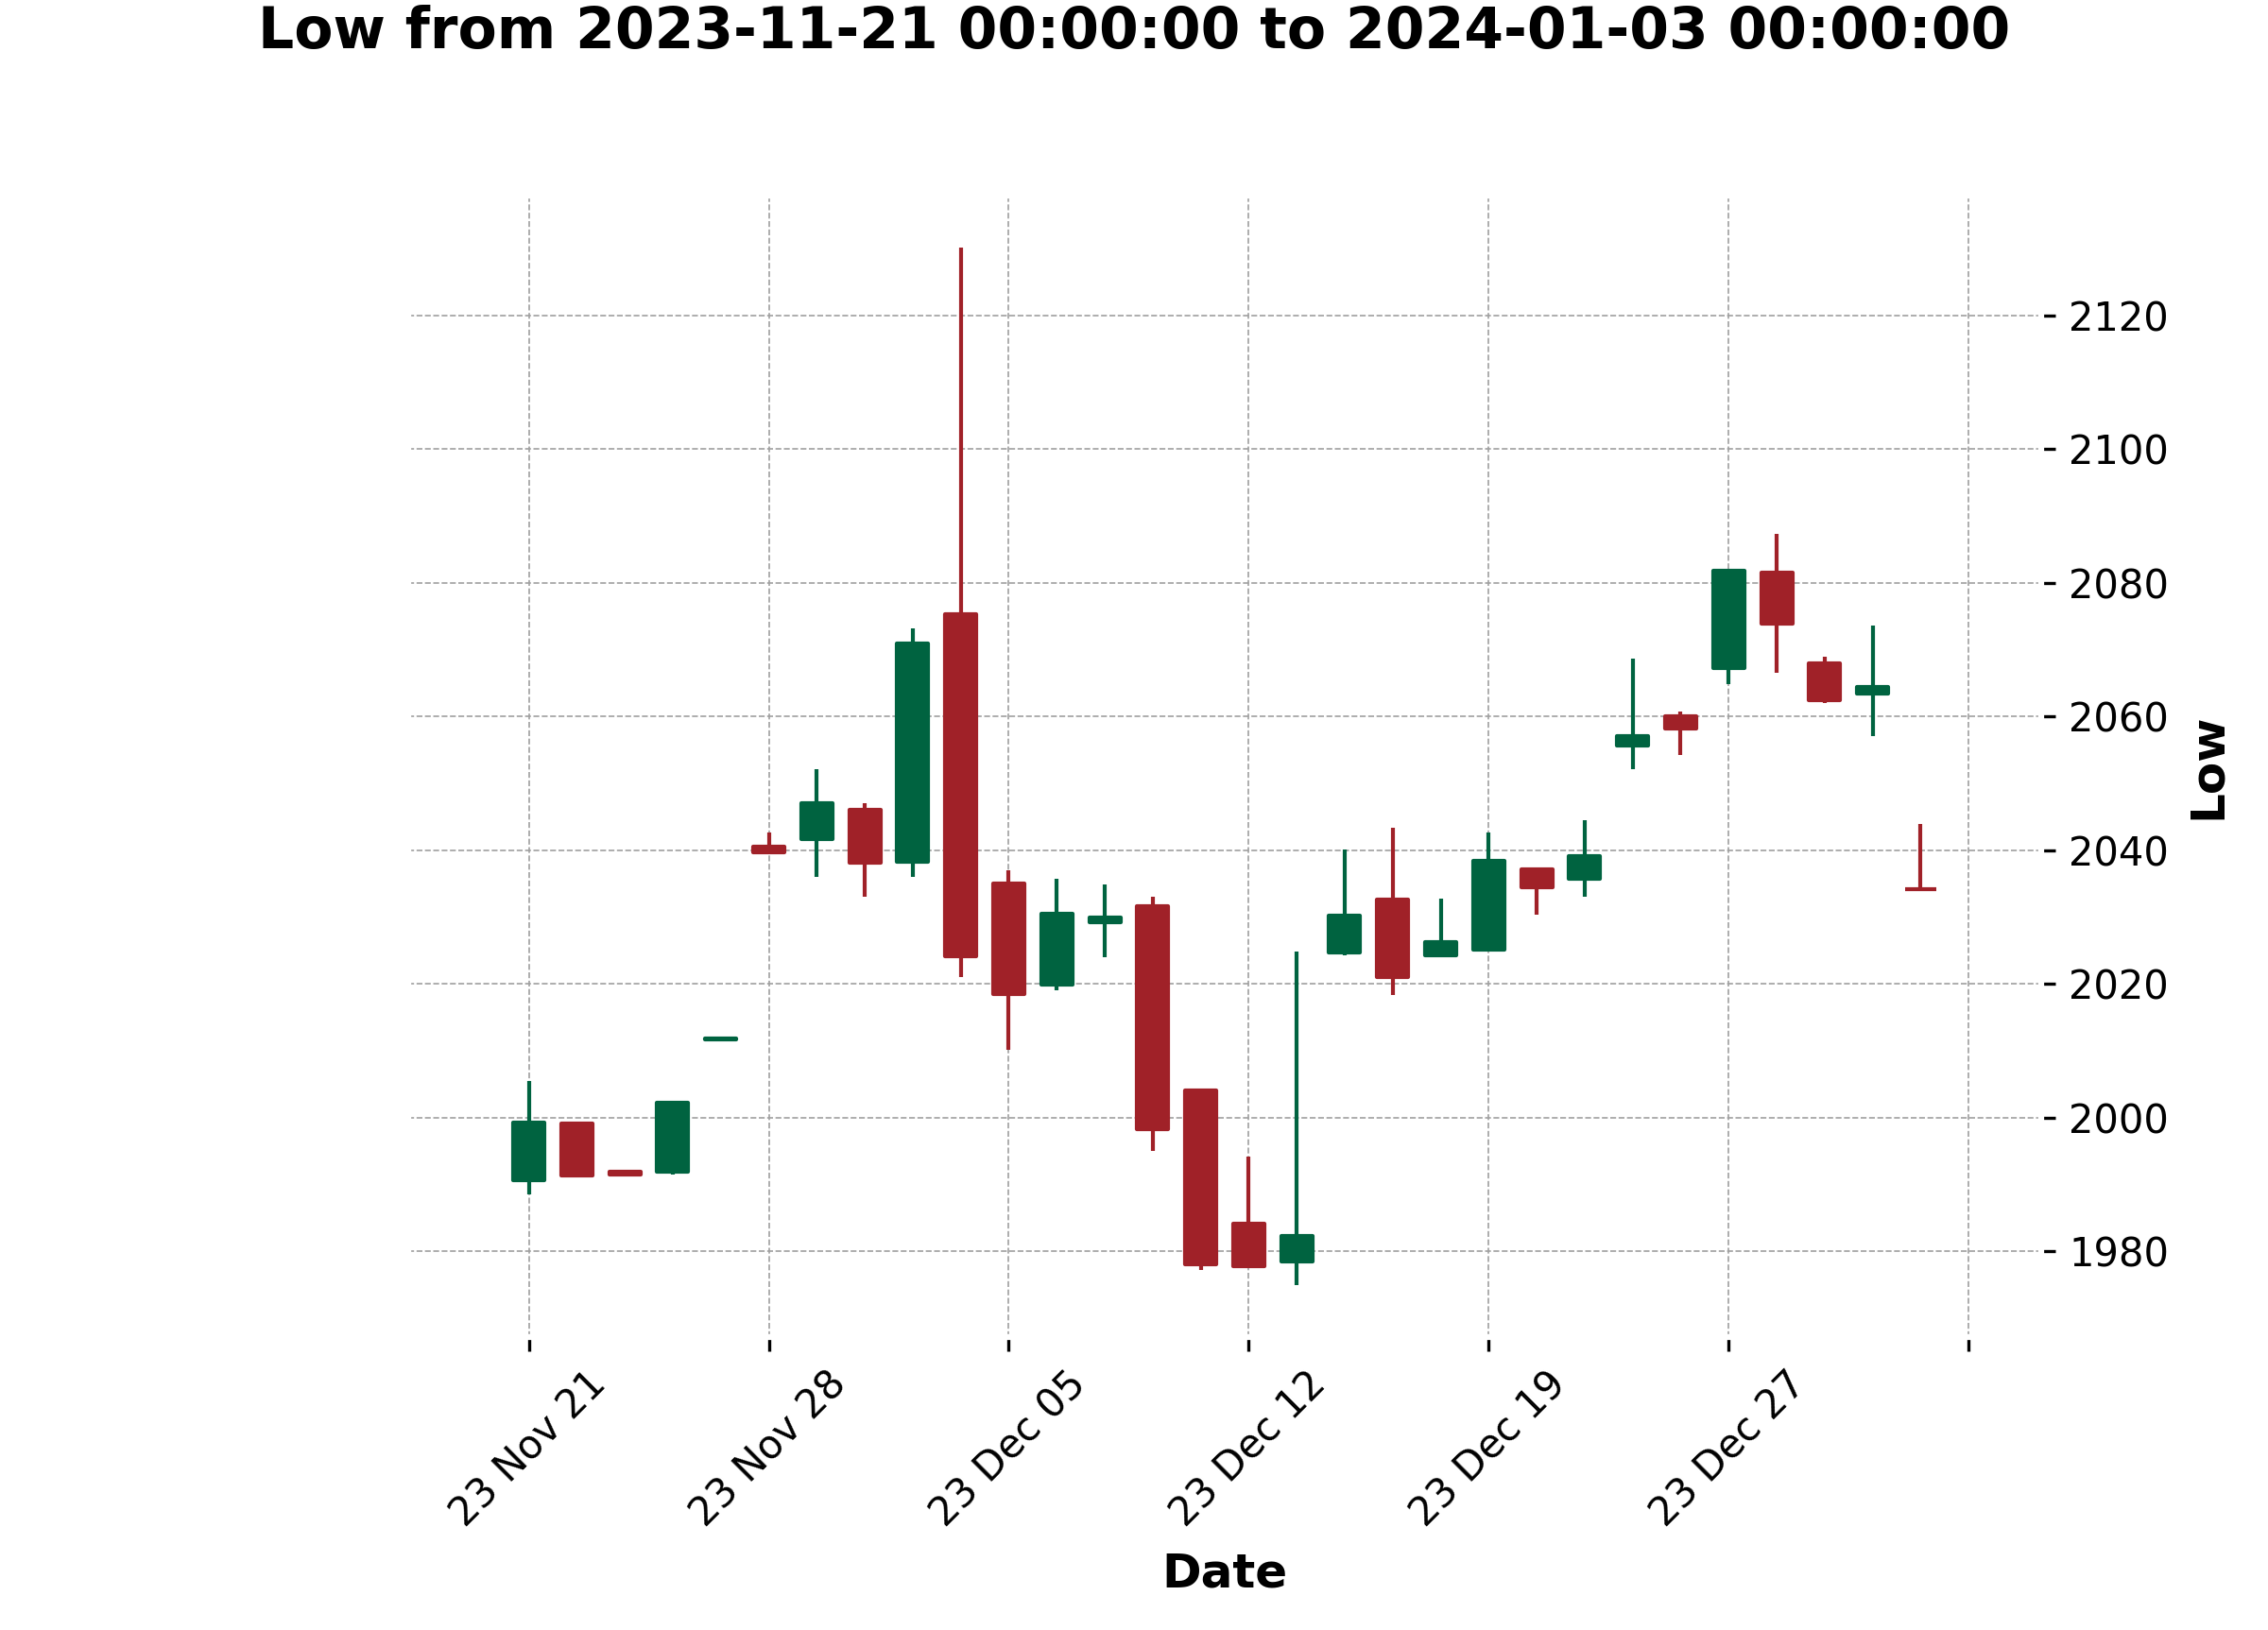 Low from 2023-11-21 00:00:00 to 2024-01-03 00:00:00
2120
2100
2080
2060
2040
2020
2000
1980
Low
23 Nov 21
23 Nov 28
23 Dec 05
23 Dec 12
23 Dec 19
23 Dec 27
Date